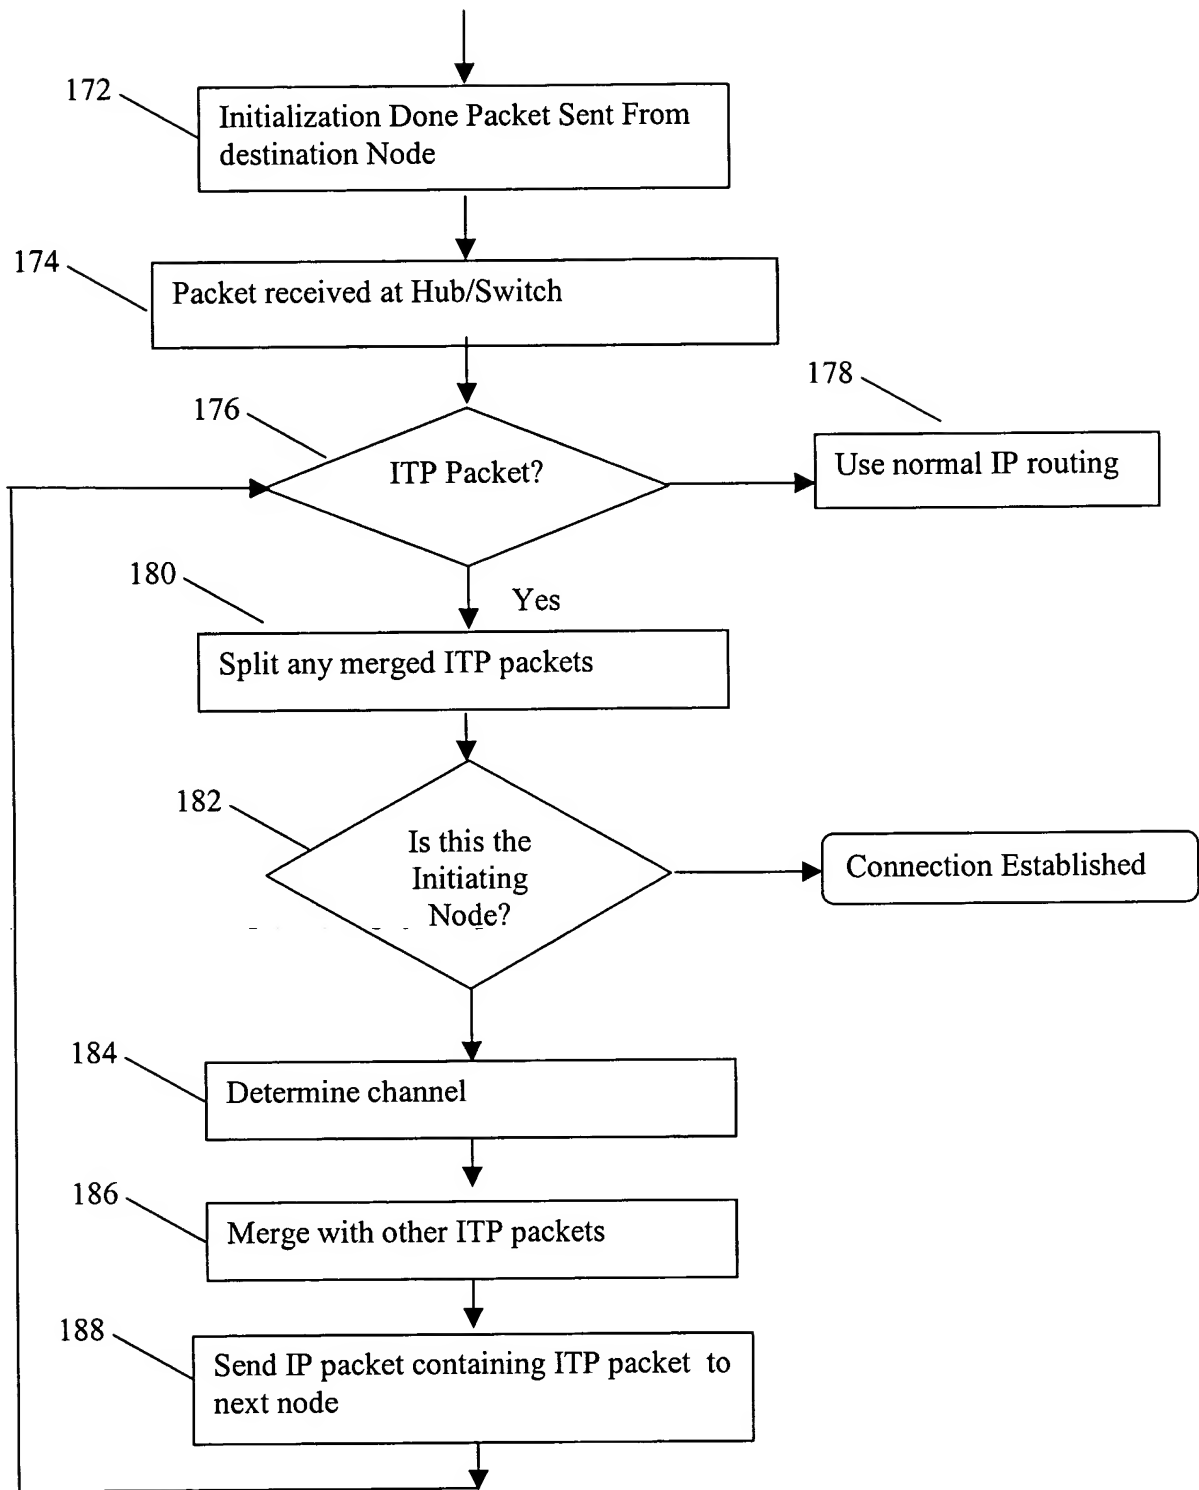 172
Initialization Done Packet Sent From
destination Node
174
Packet received at Hub/Switch
178
176
ITP Packet?
Use normal IP routing
180
Yes
Split any merged ITP packets
182
Is this the
Initiating
Node?
Connection Established
184
Determine channel
186
Merge with other ITP packets
188
Send IP packet containing ITP packet to
next node